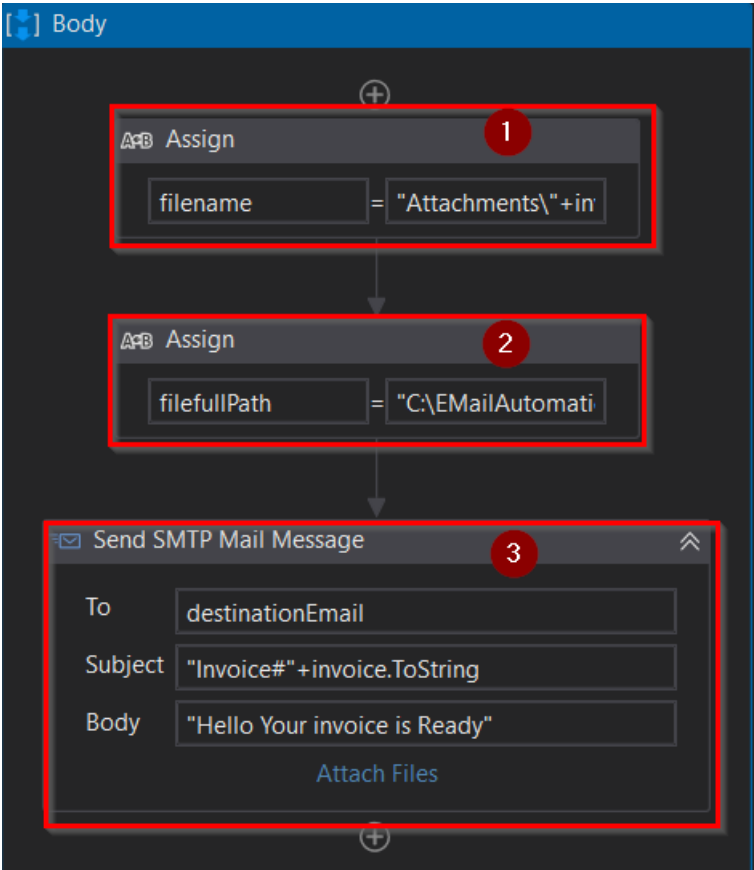 [ ] Body
1
A=B Assign
filename = "Attachments\"+in
2
A=B Assign
filefullPath = "C:\EMailAutomati
3
Send SMTP Mail Message
To destinationEmail
Subject "Invoice#"+invoice.ToString
Body "Hello Your invoice is Ready"
Attach Files